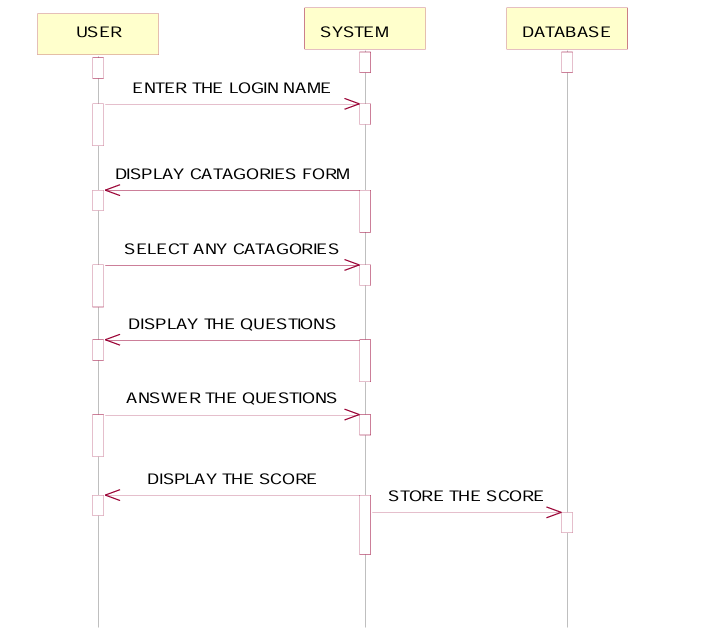 USER
SYSTEM
DATABASE
ENTER THE LOGIN NAME
DISPLAY CATAGORIES FORM
SELECT ANY CATAGORIES
DISPLAY THE QUESTIONS
ANSWER THE QUESTIONS
DISPLAY THE SCORE
STORE THE SCORE